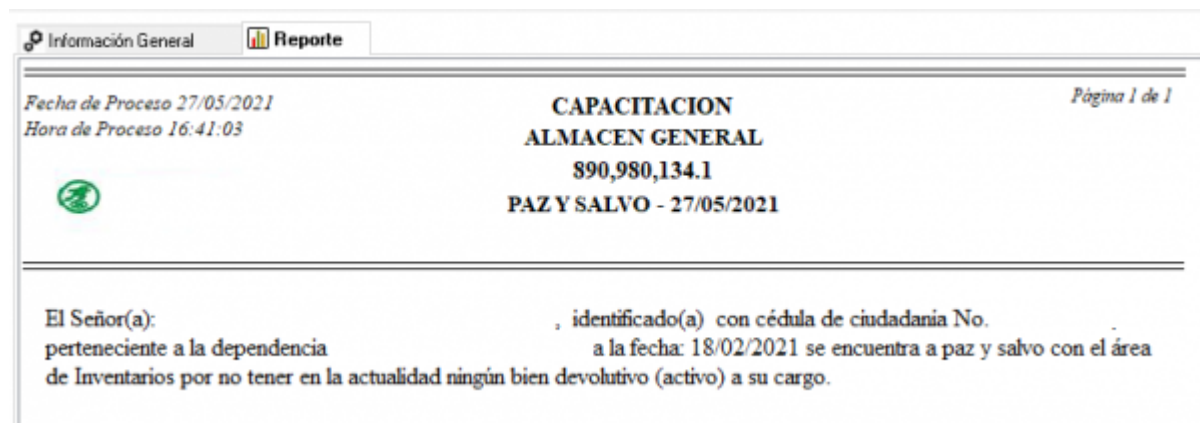 Información General
Reporte
Fecha de Proceso 27/05/2021
Hora de Proceso 16:41:03
CAPACITACION
ALMACEN GENERAL
890,980,134.1
PAZ Y SALVO - 27/05/2021
Página 1 de 1
El Señor(a): , identificado(a) con cédula de ciudadania No. .
perteneciente a la dependencia a la fecha: 18/02/2021 se encuentra a paz y salvo con el área
de Inventarios por no tener en la actualidad ningún bien devolutivo (activo) a su cargo.